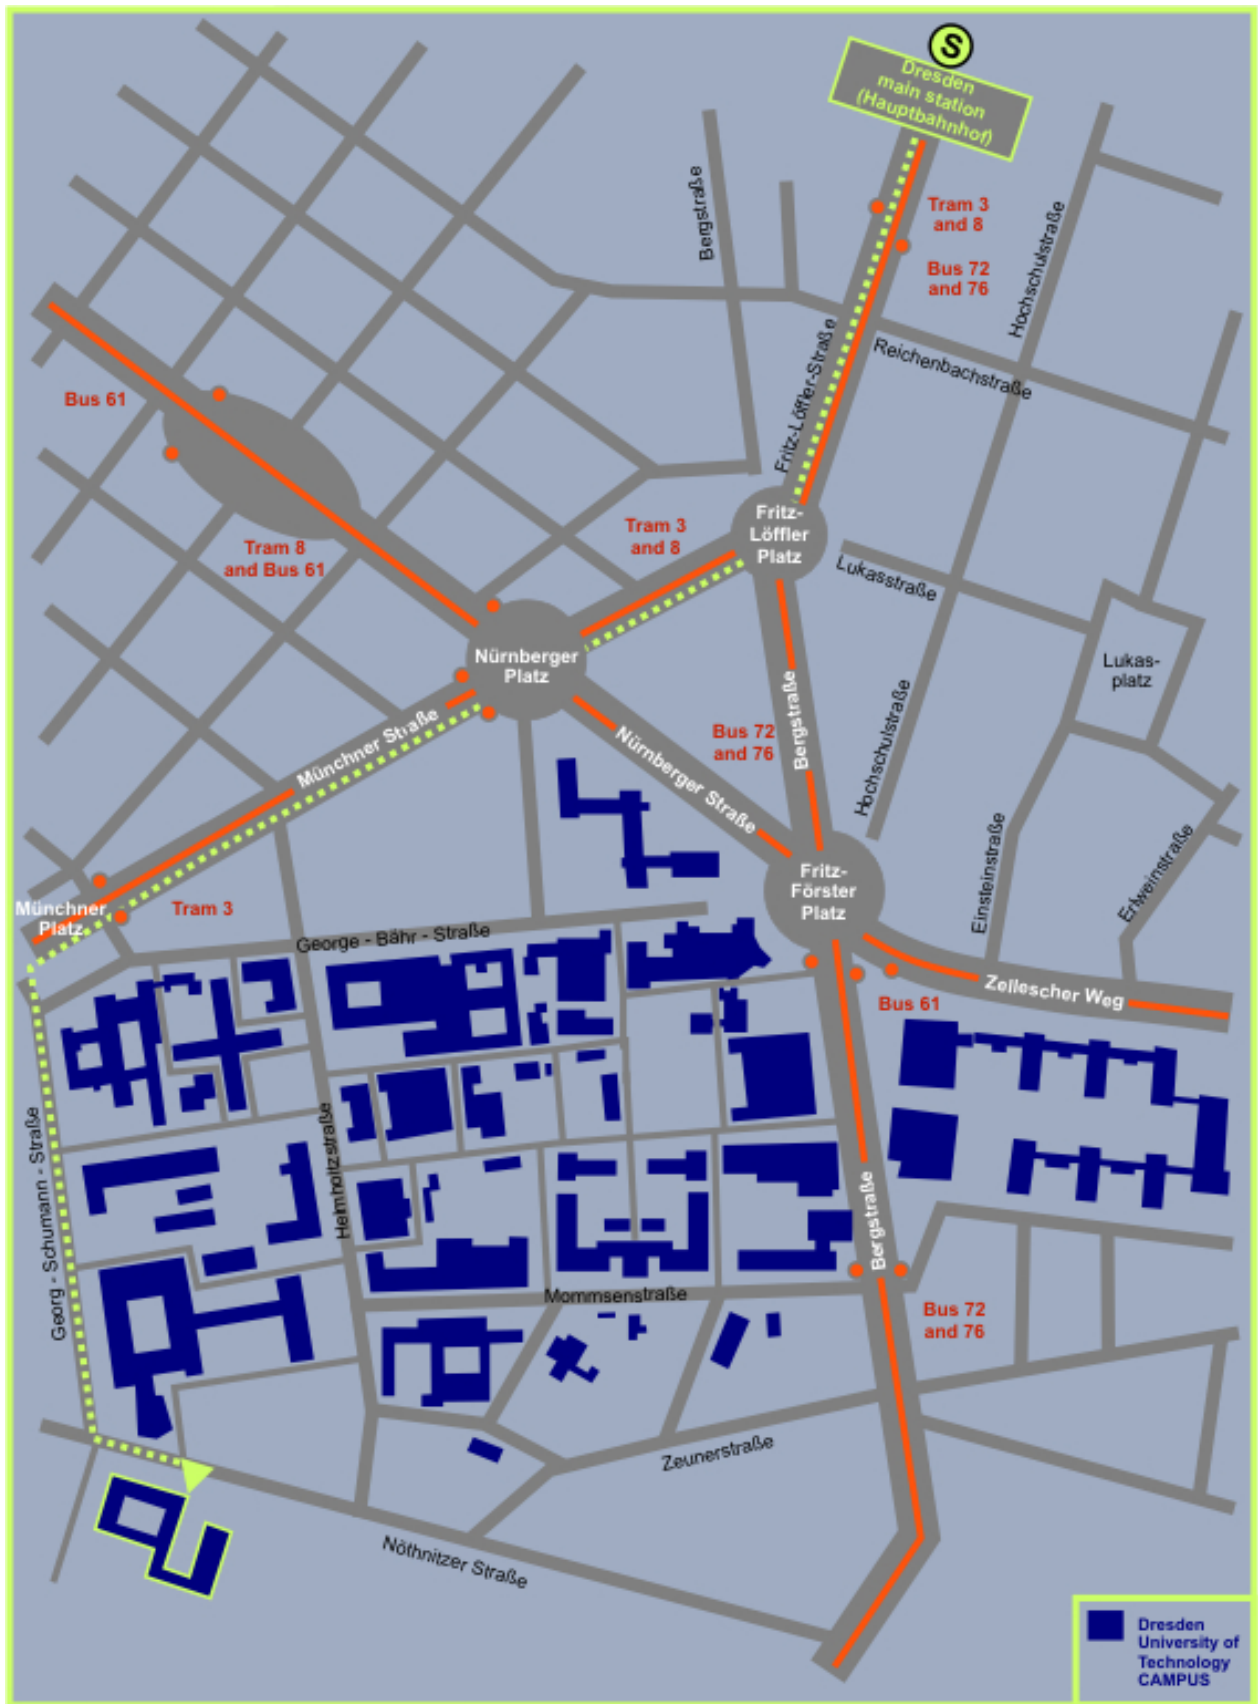 S
Dresden
main station
(Hauptbahnhof)
Tram 3
and 8
Bus 72
and 76
Bergstraße
Hochschulstraße
Fritz-Löffler-Straße
Reichenbachstraße
Bus 61
Tram 8
and Bus 61
Tram 3
and 8
Fritz-
Löffler
Platz
Lukasstraße
Lukas-
platz
Nürnberger
Platz
Münchner Straße
Nürnberger Straße
Bus 72
and 76
Bergstraße
Hochschulstraße
Einsteinstraße
Erlweinstraße
Fritz-
Förster
Platz
Münchner
Platz
Tram 3
George - Bähr - Straße
Zellescher Weg
Bus 61
Georg - Schumann - Straße
Helmholtzstraße
Bergstraße
Mommsenstraße
Bus 72
and 76
Zeunerstraße
Nöthnitzer Straße
Dresden
University of
Technology
CAMPUS